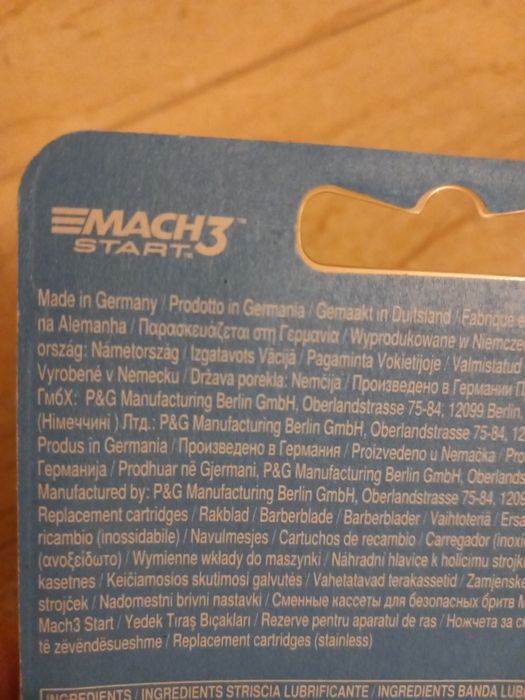 MACH3™
START™
Made in Germany / Prodotto in Germania / Gemaakt in Duitsland / Fabriqué
na Alemanha / Παρασκευάζεται στη Γερμανία / Wyprodukowane w Niemczech
ország: Németország / Izgatavots Vācijā / Pagaminta Vokietijoje / Valmistatud
Vyrobené v Nemecku / Država porekla: Nemčija / Произведено в Германии
ГмбХ: P&G Manufacturing Berlin GmbH, Oberlandstrasse 75-84, 12099 Berlin,
(Німеччині) Лтд.: P&G Manufacturing Berlin GmbH, Oberlandstrasse 75-84,
Produs in Germania / Произведено в Германия / Proizvedeno u Nemačka
Германија / Prodhuar në Gjermani. P&G Manufacturing Berlin GmbH, Oberlandstrasse
Manufactured by: P&G Manufacturing Berlin GmbH, Oberlandstrasse 75-84,
Replacement cartridges / Rakblad / Barberblade / Barberblader / Vaihtoteriä
ricambio (inossidabile) / Navulmesjes / Cartuchos de recambio / Carregador
(ανοξείδωτο) / Wymienne wkłady do maszynki / Náhradní hlavice k holicímu strojku
kasetnes / Keičiamosios skutimosi galvutės / Vahetatavad terakassetid / Zamjenske
strojček / Nadomestni brivni nastavki / Сменные кассеты для безопасных бритв
Mach3 Start / Yedek Tıraş Bıçakları / Rezerve pentru aparatul de ras / Ножчета за
të zëvendësueshme / Replacement cartridges (stainless)
INGREDIENTS / INGREDIENTS STRISCIA LUBRIFICANTE / INGREDIENTES BANDA